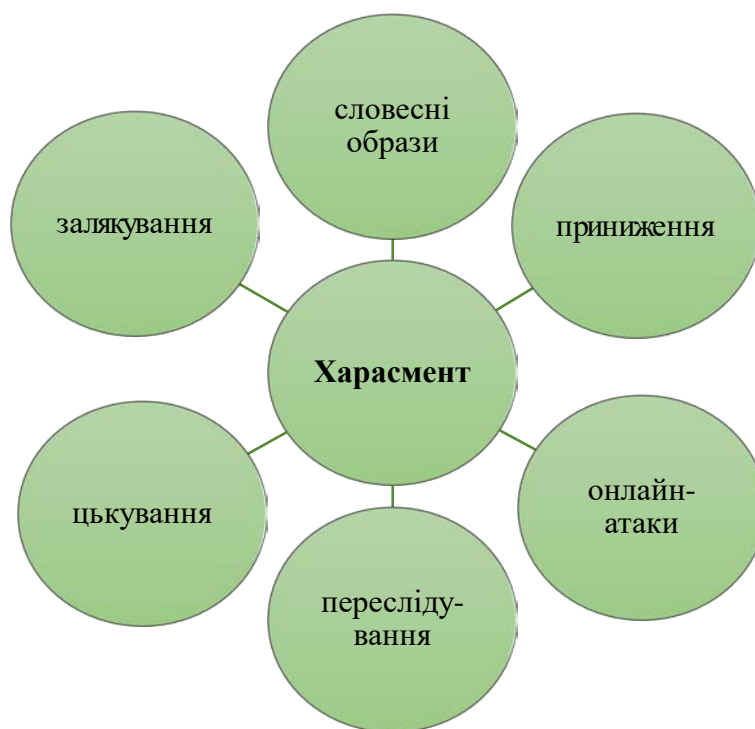 словесні
образи
залякування
приниження
Харасмент
цькування
онлайн-
атаки
пересліду-
вання